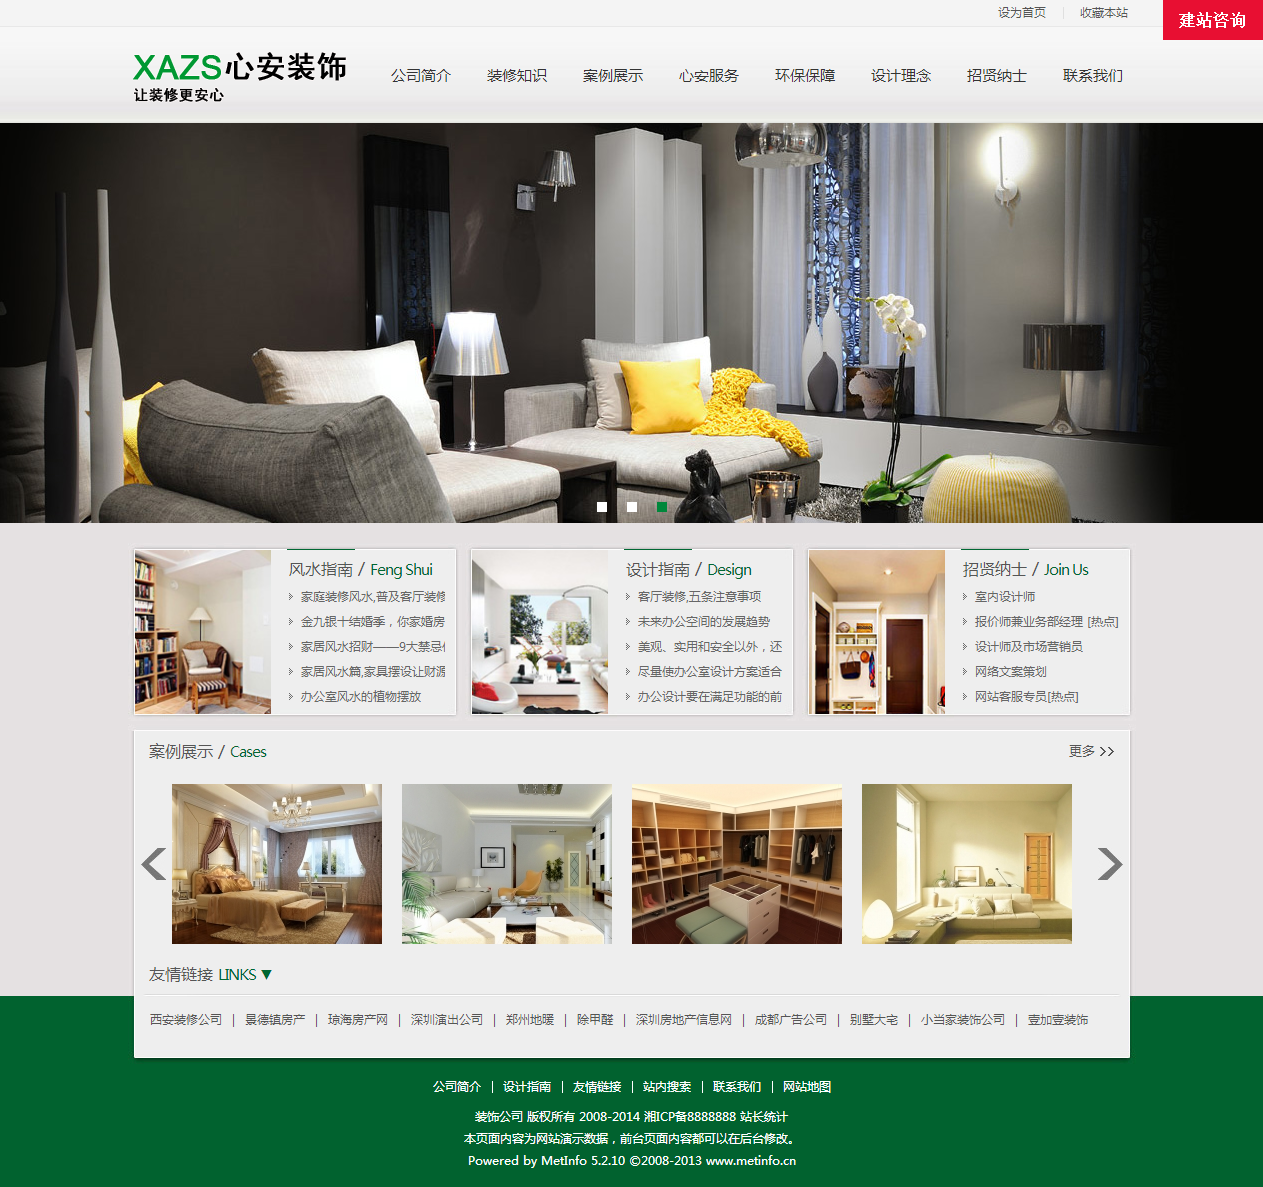 设为首页 收藏本站 建站咨询
XAZS心安装饰
让装修更安心
公司简介 装修知识 案例展示 心安服务 环保保障 设计理念 招贤纳士 联系我们
风水指南 / Feng Shui
家庭装修风水,普及客厅装修
金九银十结婚季，你家婚房
家居风水招财——9大禁忌
家居风水篇,家具摆设让财源
办公室风水的植物摆放
设计指南 / Design
客厅装修,五条注意事项
未来办公空间的发展趋势
美观、实用和安全以外，还
尽量使办公室设计方案适合
办公设计要在满足功能的前
招贤纳士 / Join Us
室内设计师
报价师兼业务部经理 [热点]
设计师及市场营销员
网络文案策划
网站客服专员[热点]
案例展示 / Cases 更多 >>
友情链接 LINKS ▼
西安装修公司 | 景德镇房产 | 琼海房产网 | 深圳演出公司 | 郑州地暖 | 除甲醛 | 深圳房地产信息网 | 成都广告公司 | 别墅大宅 | 小当家装饰公司 | 壹加壹装饰
公司简介 | 设计指南 | 友情链接 | 站内搜索 | 联系我们 | 网站地图
装饰公司 版权所有 2008-2014 湘ICP备8888888 站长统计
本页面内容为网站演示数据，前台页面内容都可以在后台修改。
Powered by MetInfo 5.2.10 ©2008-2013 www.metinfo.cn